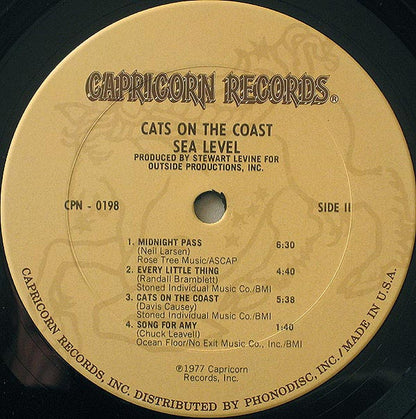 CAPRICORN RECORDS®
CATS ON THE COAST
SEA LEVEL
PRODUCED BY STEWART LEVINE FOR
OUTSIDE PRODUCTIONS, INC.
CPN - 0198
SIDE II
1. MIDNIGHT PASS 6:30
(Neil Larsen)
Rose Tree Music/ASCAP
2. EVERY LITTLE THING 4:40
(Randall Bramblett)
Stoned Individual Music Co./BMI
3. CATS ON THE COAST 5:38
(Davis Causey)
Stoned Individual Music Co./BMI
4. SONG FOR AMY 1:40
(Chuck Leavell)
Ocean Floor/No Exit Music Co., Inc./BMI
℗1977 Capricorn
Records, Inc.
CAPRICORN RECORDS, INC. DISTRIBUTED BY PHONODISC, INC./MADE IN U.S.A.